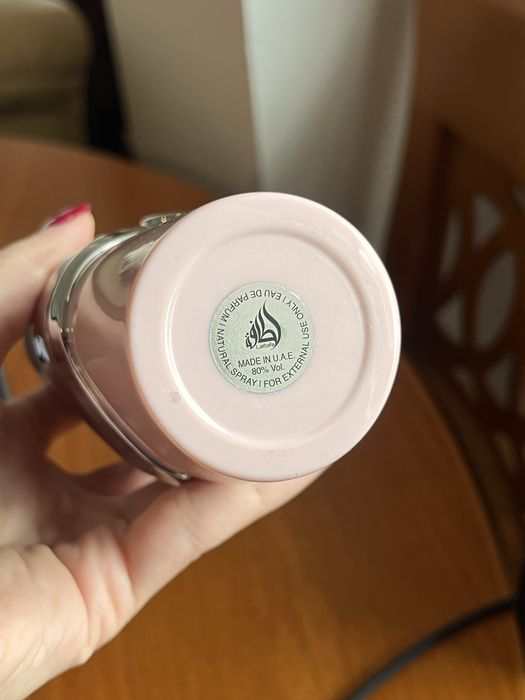 لطافة
Lattafa
MADE IN U.A.E.
80% Vol.
NATURAL SPRAY / FOR EXTERNAL USE ONLY / EAU DE PARFUM /